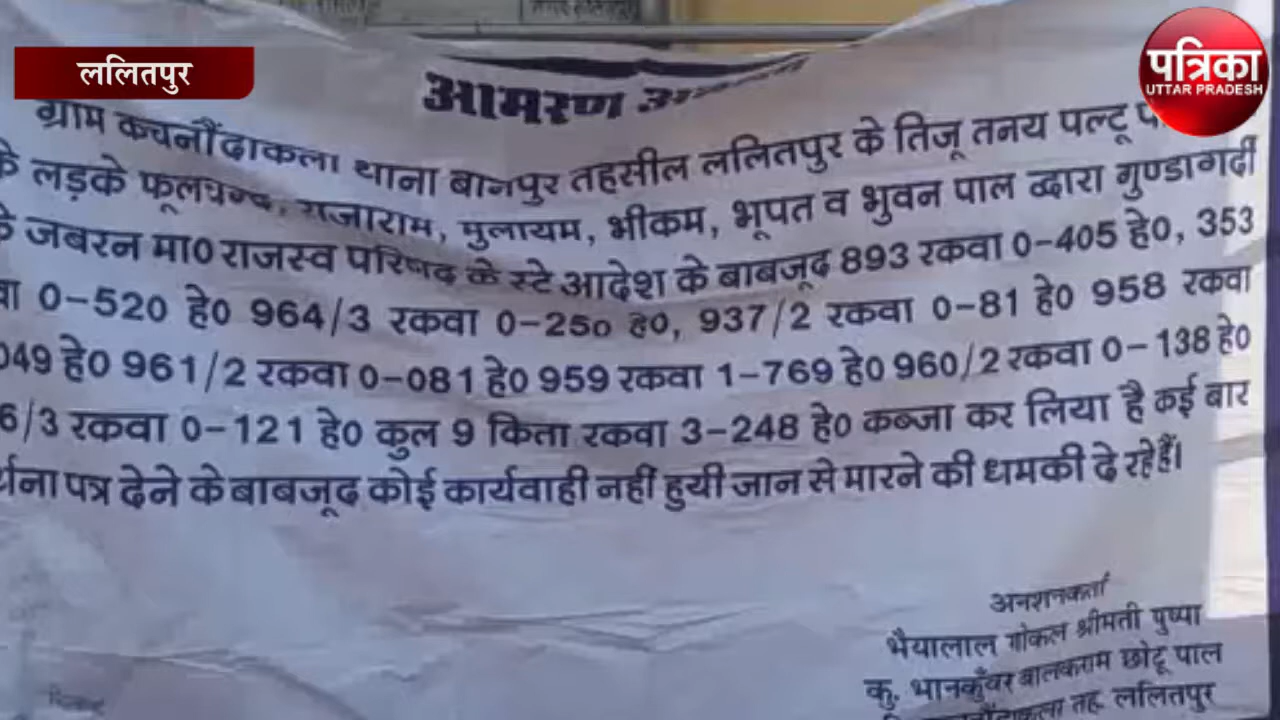 ललितपुर
पत्रिका
UTTAR PRADESH
आमरण
ग्राम कचनौंदाकला थाना बानपुर तहसील ललितपुर के तिजू तनय पल्टू
के लड़के फूलचन्द, राजाराम, मुलायम, भीकम, भूपत व भुवन पाल द्वारा गुण्डागर्दी
जबरन मा0 राजस्व परिषद के स्टे आदेश के बाबजूद 893 रकवा 0-405 हे0, 353
0-520 हे0 964/3 रकवा 0-250 हे0, 937/2 रकवा 0-81 हे0 958 रकवा
049 हे0 961/2 रकवा 0-081 हे0 959 रकवा 1-769 हे0 960/2 रकवा 0-138 हे0
6/3 रकवा 0-121 हे0 कुल 9 किता रकवा 3-248 हे0 कब्जा कर लिया है कई बार
पत्र देने के बाबजूद कोई कार्यवाही नहीं हुयी जान से मारने की धमकी दे रहे हैं।
अनशनकर्ता
भैयालाल गोकल श्रीमती पुष्पा
कु. भानकुँवर बालकराम छोटू पाल
तह. ललितपुर